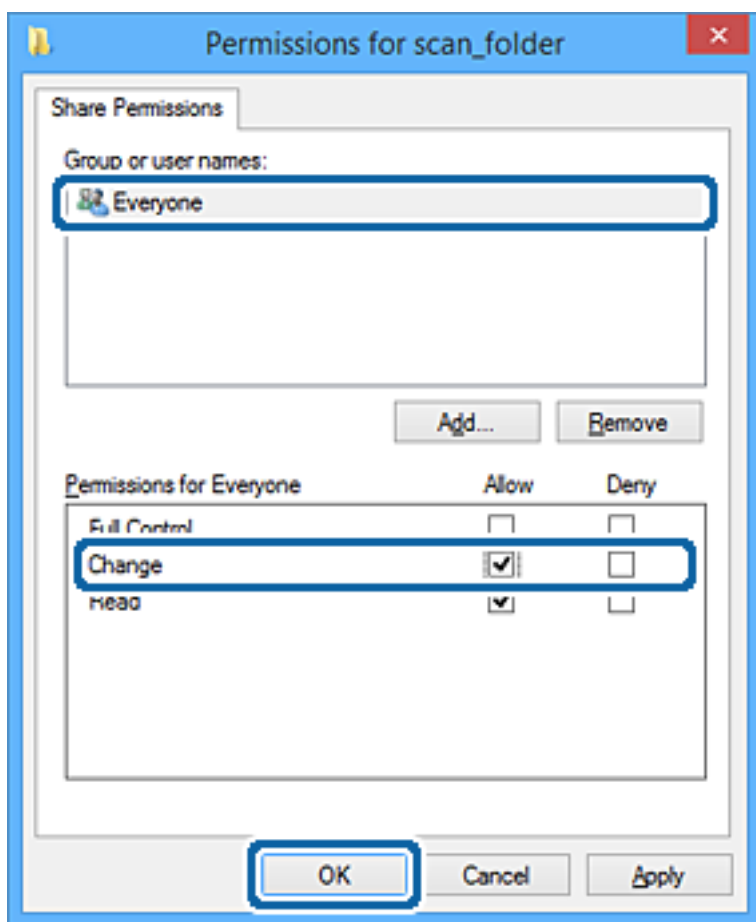 Permissions for scan_folder
Share Permissions
Group or user names:
Everyone
Add... Remove
Permissions for Everyone Allow Deny
Full Control
Change
Read
OK Cancel Apply